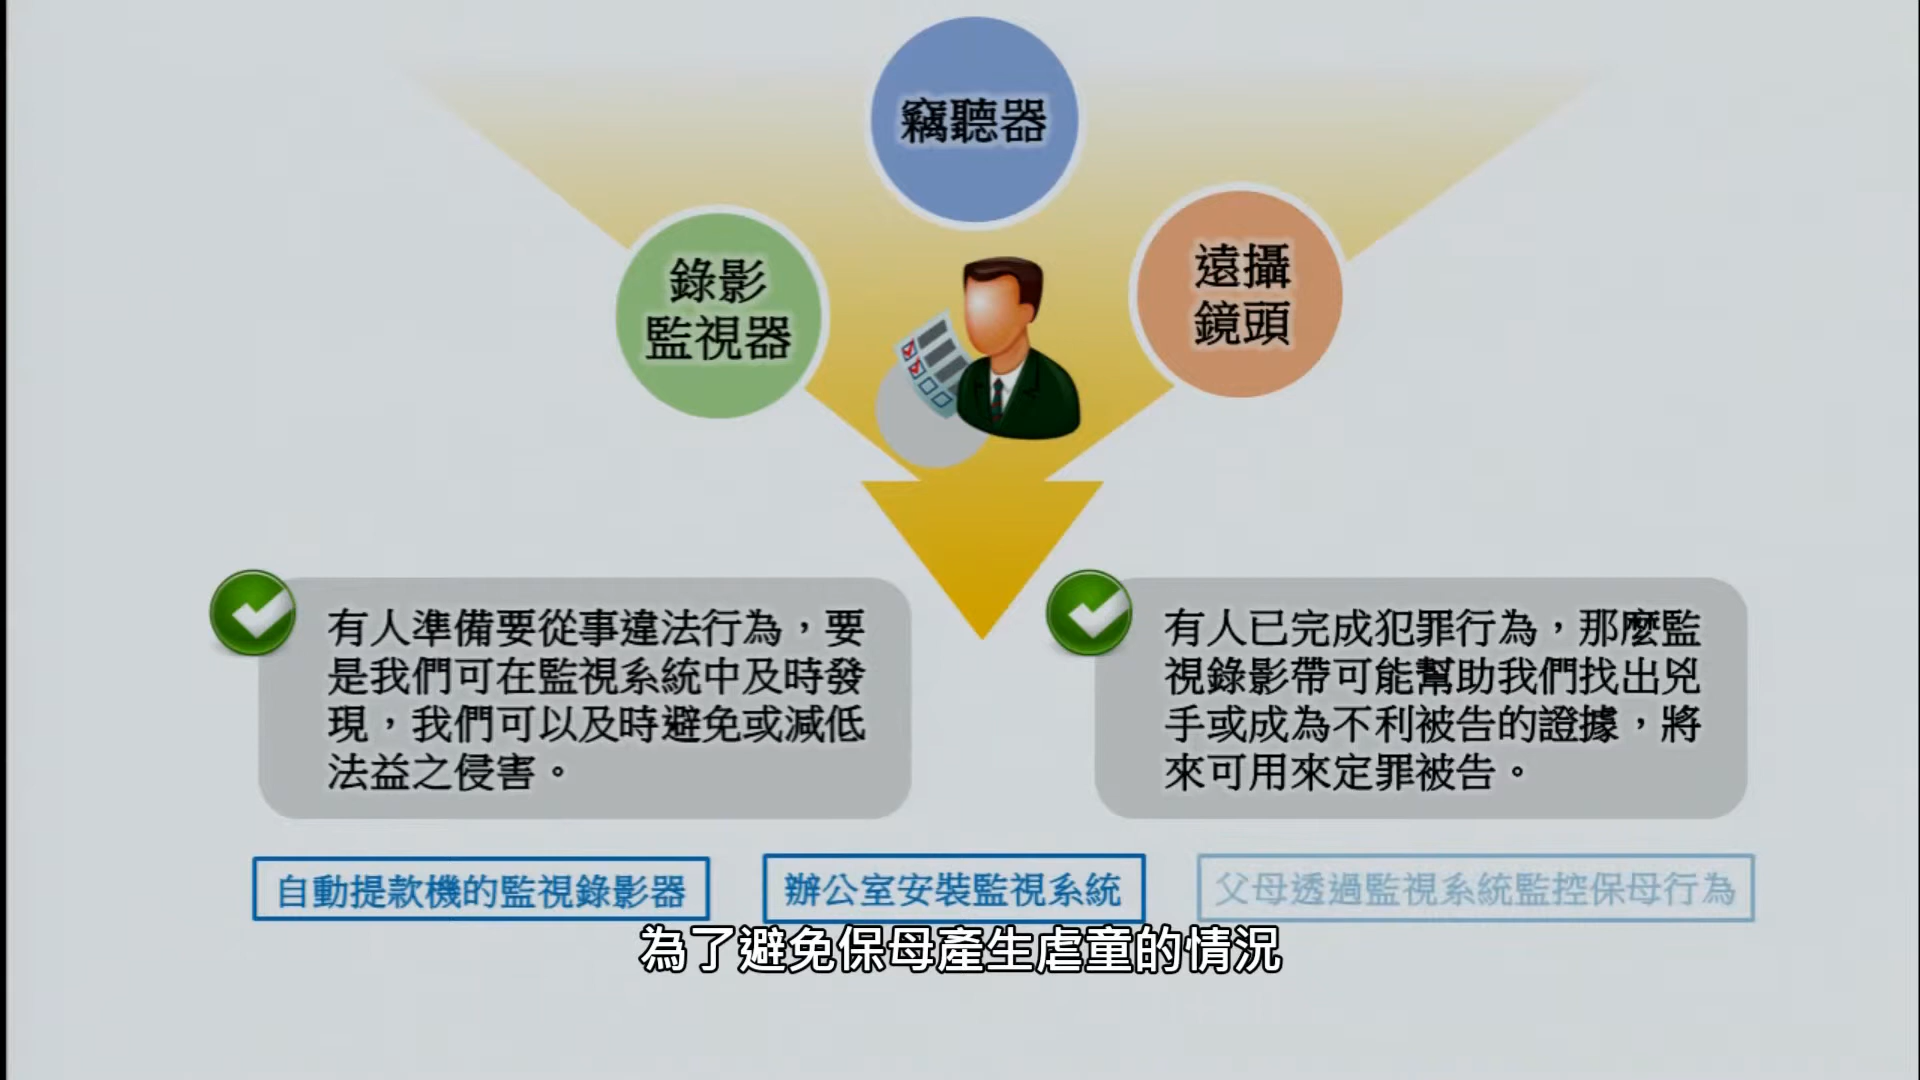 竊聽器
錄影
監視器
遠攝
鏡頭
有人準備要從事違法行為，要
是我們可在監視系統中及時發
現，我們可以及時避免或減低
法益之侵害。
有人已完成犯罪行為，那麼監
視錄影帶可能幫助我們找出兇
手或成為不利被告的證據，將
來可用來定罪被告。
自動提款機的監視錄影器
辦公室安裝監視系統
父母透過監視系統監控保母行為
為了避免保母產生虐童的情況